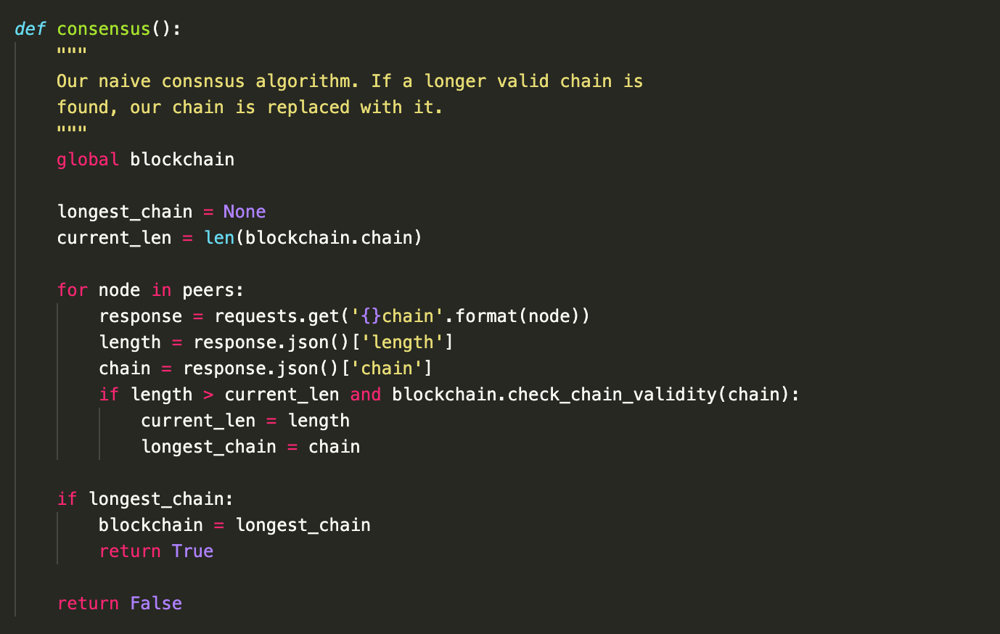 def consensus():
    """
    Our naive consnsus algorithm. If a longer valid chain is
    found, our chain is replaced with it.
    """
    global blockchain

    longest_chain = None
    current_len = len(blockchain.chain)

    for node in peers:
        response = requests.get('{}chain'.format(node))
        length = response.json()['length']
        chain = response.json()['chain']
        if length > current_len and blockchain.check_chain_validity(chain):
            current_len = length
            longest_chain = chain

    if longest_chain:
        blockchain = longest_chain
        return True

    return False